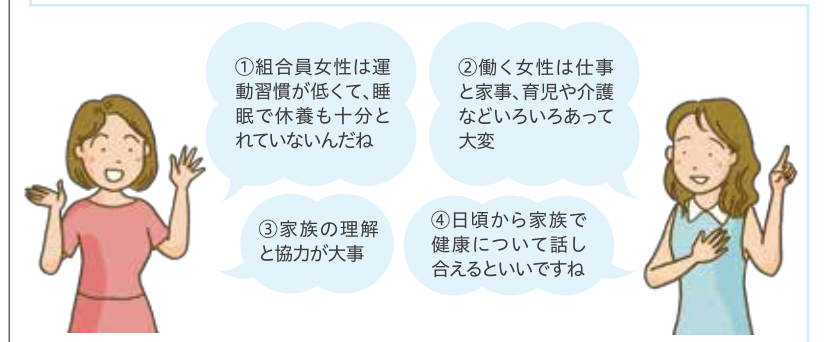 ①組合員女性は運
動習慣が低くて、睡
眠で休養も十分と
れていないんだね
②働く女性は仕事
と家事、育児や介護
などいろいろあって
大変
③家族の理解
と協力が大事
④日頃から家族で
健康について話し
合えるといいですね